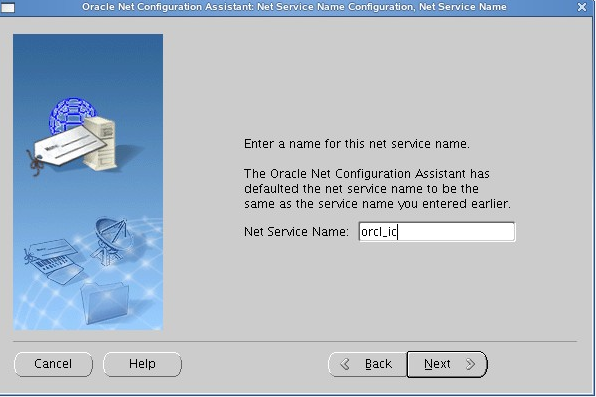 Oracle Net Configuration Assistant: Net Service Name Configuration, Net Service Name
Enter a name for this net service name.
The Oracle Net Configuration Assistant has
defaulted the net service name to be the
same as the service name you entered earlier.
Net Service Name: orcl_ic
Cancel Help Back Next